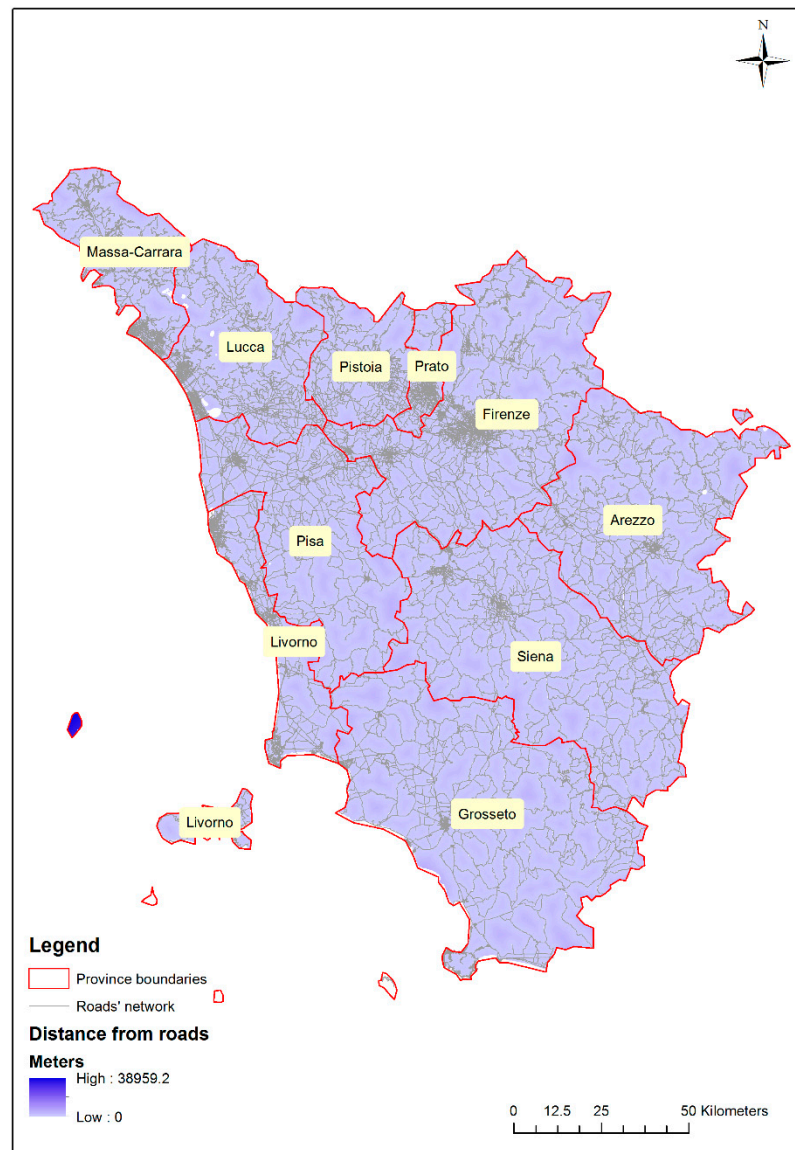 N
Massa-Carrara
Lucca
Pistoia
Prato
Firenze
Arezzo
Pisa
Livorno
Siena
Grosseto
Livorno
Legend
Province boundaries
Roads' network
Distance from roads
Meters
High : 38959.2
Low : 0
0 12.5 25 50 Kilometers